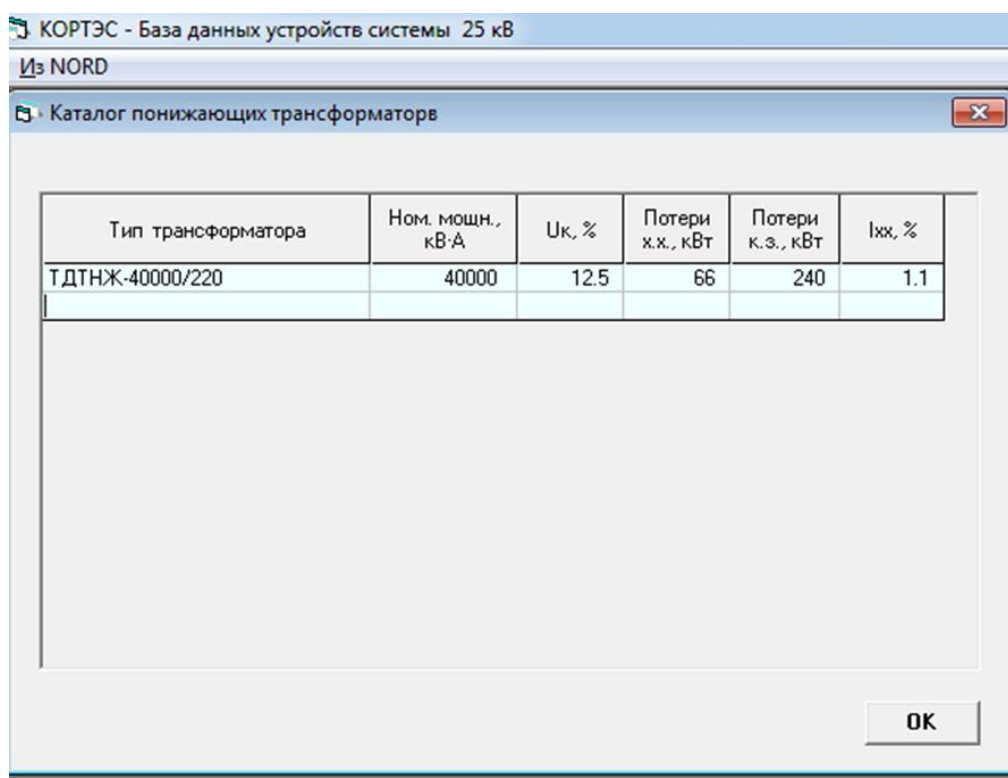 КОРТЭС - База данных устройств системы 25 кВ
Из NORD
Каталог понижающих трансформаторв
Тип трансформатора Ном. мощн., кВ·А Uк, % Потери х.х., кВт Потери к.з., кВт Iхх, %
ТДТНЖ-40000/220 40000 12.5 66 240 1.1
OK